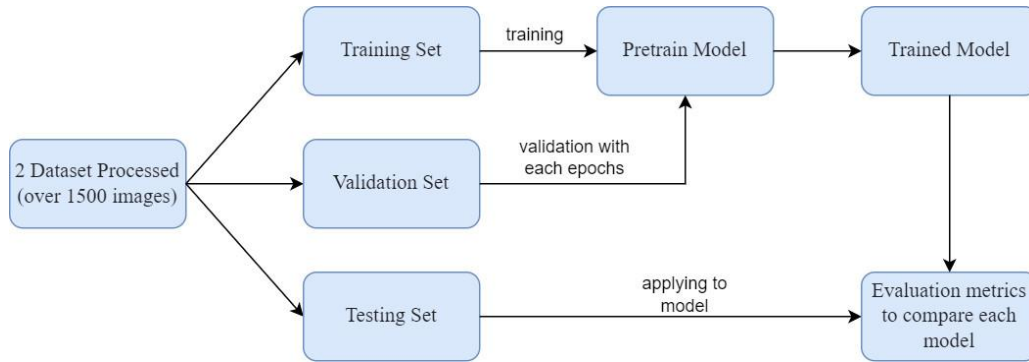 Training Set
training
Pretrain Model
Trained Model
2 Dataset Processed
(over 1500 images)
Validation Set
validation with
each epochs
Testing Set
applying to
model
Evaluation metrics
to compare each
model